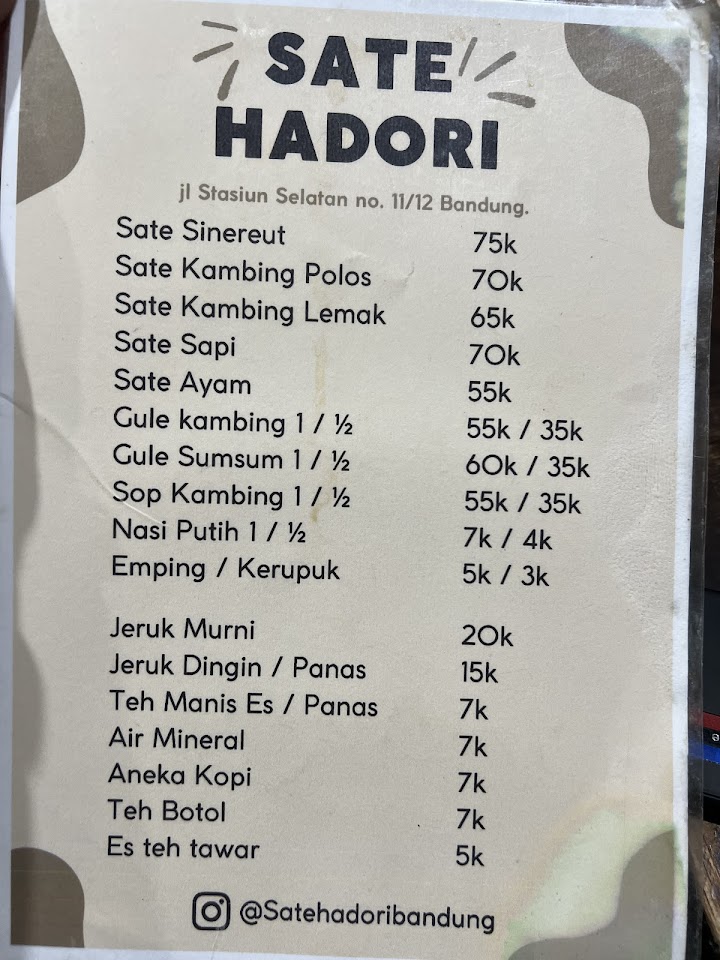 SATE
HADORI
jl Stasiun Selatan no. 11/12 Bandung.
Sate Sinereut 75k
Sate Kambing Polos 70k
Sate Kambing Lemak 65k
Sate Sapi 70k
Sate Ayam 55k
Gule kambing 1 / ½ 55k / 35k
Gule Sumsum 1 / ½ 60k / 35k
Sop Kambing 1 / ½ 55k / 35k
Nasi Putih 1 / ½ 7k / 4k
Emping / Kerupuk 5k / 3k
Jeruk Murni 20k
Jeruk Dingin / Panas 15k
Teh Manis Es / Panas 7k
Air Mineral 7k
Aneka Kopi 7k
Teh Botol 7k
Es teh tawar 5k
@Satehadoribandung